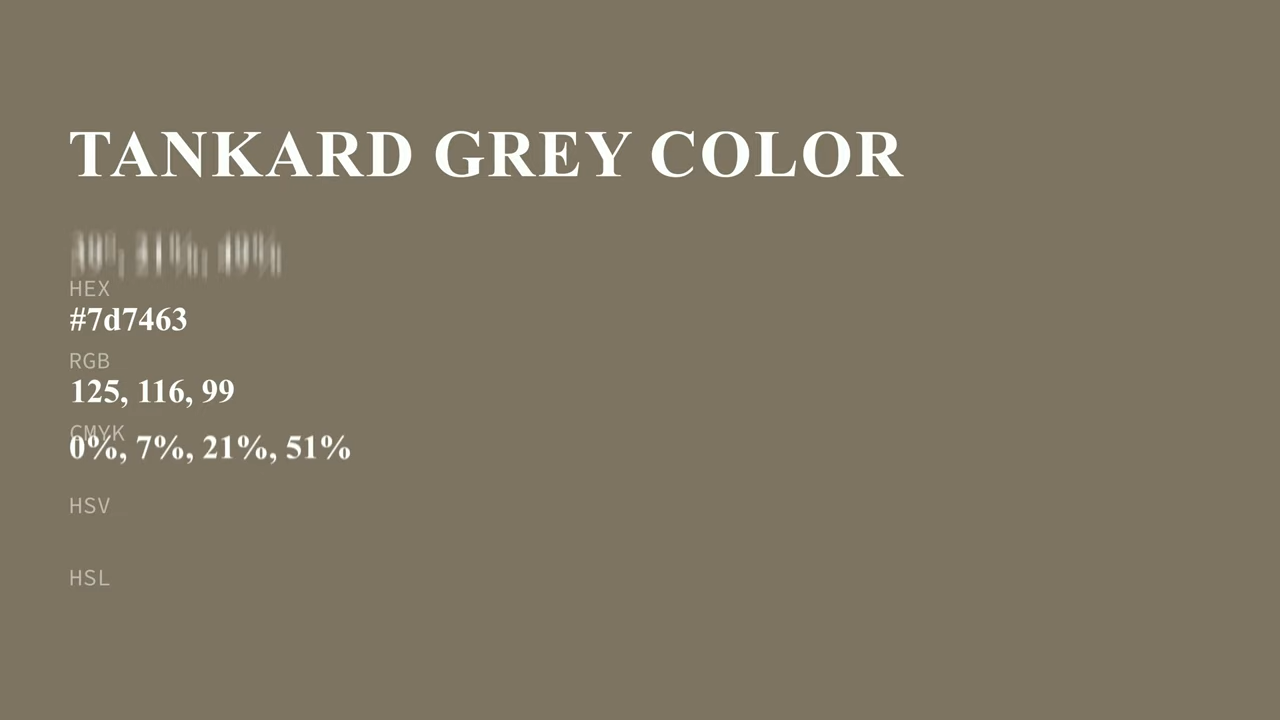 TANKARD GREY COLOR
HEX
#7d7463
RGB
125, 116, 99
CMYK
0%, 7%, 21%, 51%
HSV
HSL